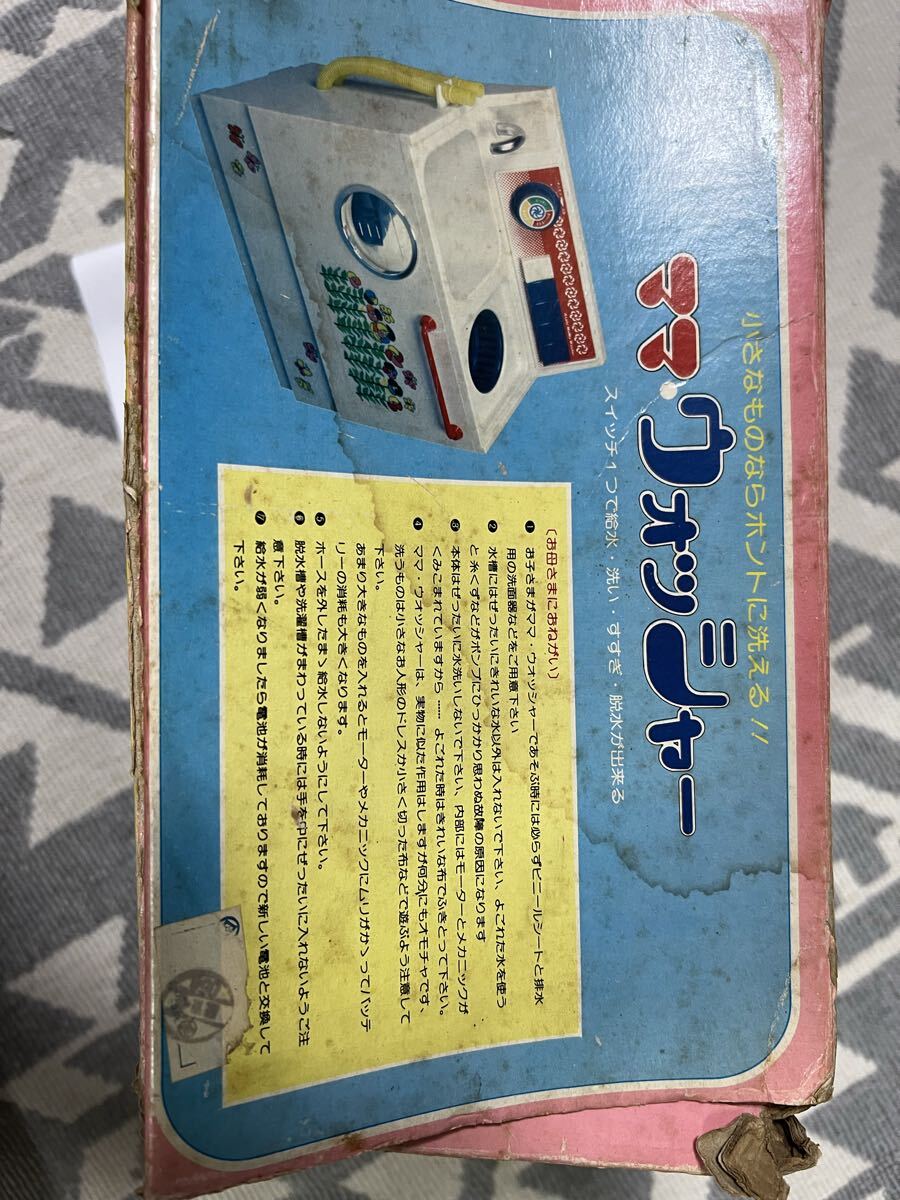 小さなものならホントに洗える！！
ママ・ウォッシャー
スイッチ1つで給水・洗い・すすぎ・脱水が出来る
(お母さまにおねがい)
❶ お子さまがママ・ウオッシャーであそぶ時には必らずビニールシートと排水
用の洗面器などをご用意下さい
❷ 水槽にはぜったいにきれいな水以外は入れないで下さい、よごれた水を使う
と糸くずなどがポンプにひっかかり思わぬ故障の原因になります
❸ 本体はぜったいに水洗いしないで下さい、内部にはモーターとメカニックが
くみこまれていますから……よごれた時はきれいな布でふきとって下さい。
❹ ママ・ウオッシャーは、実物に似た作用はしますが何分にもオモチャです、
洗うものは小さなお人形のドレスか小さく切った布などで遊ぶよう注意して
下さい。
あまり大きなものを入れるとモーターやメカニックにムリがかゝってバッテ
リーの消耗も大きくなります。
❺ ホースを外したまゝ給水しないようにして下さい。
❻ 脱水槽や洗濯槽がまわっている時には手を中にぜったいに入れないようご注
意下さい。
❼ 給水が弱くなりましたら電池が消耗しておりますので新しい電池と交換して
下さい。